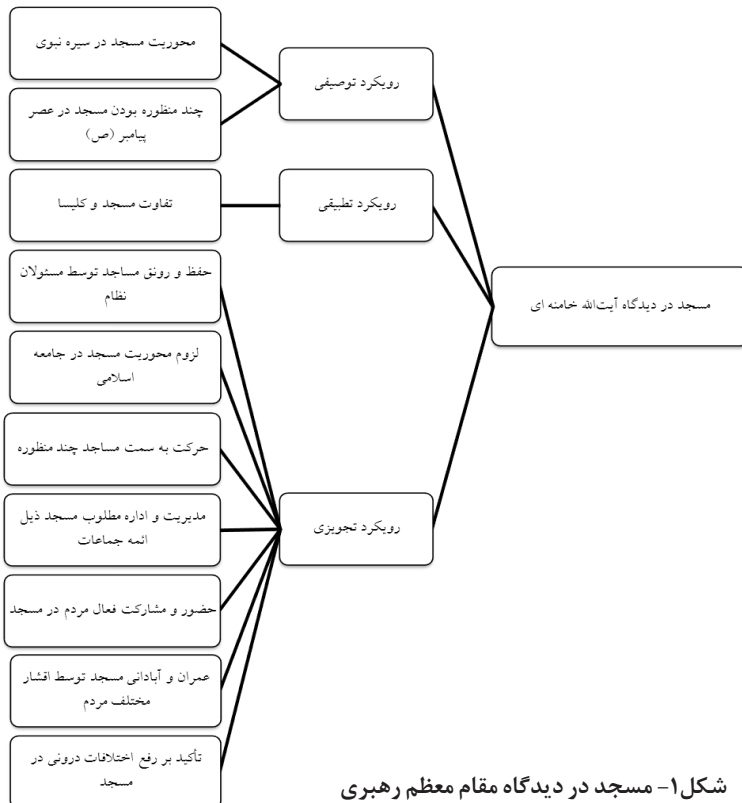 مسجد در دیدگاه آیت‌الله خامنه ای
رویکرد توصیفی
محوریت مسجد در سیره نبوی
چند منظوره بودن مسجد در عصر
پیامبر (ص)
رویکرد تطبیقی
تفاوت مسجد و کلیسا
رویکرد تجویزی
حفظ و رونق مساجد توسط مسئولان
نظام
لزوم محوریت مسجد در جامعه
اسلامی
حرکت به سمت مساجد چند منظوره
مدیریت و اداره مطلوب مسجد ذیل
ائمه جماعات
حضور و مشارکت فعال مردم در مسجد
عمران و آبادانی مسجد توسط اقشار
مختلف مردم
تأکید بر رفع اختلافات درونی در
مسجد
شکل۱- مسجد در دیدگاه مقام معظم رهبری